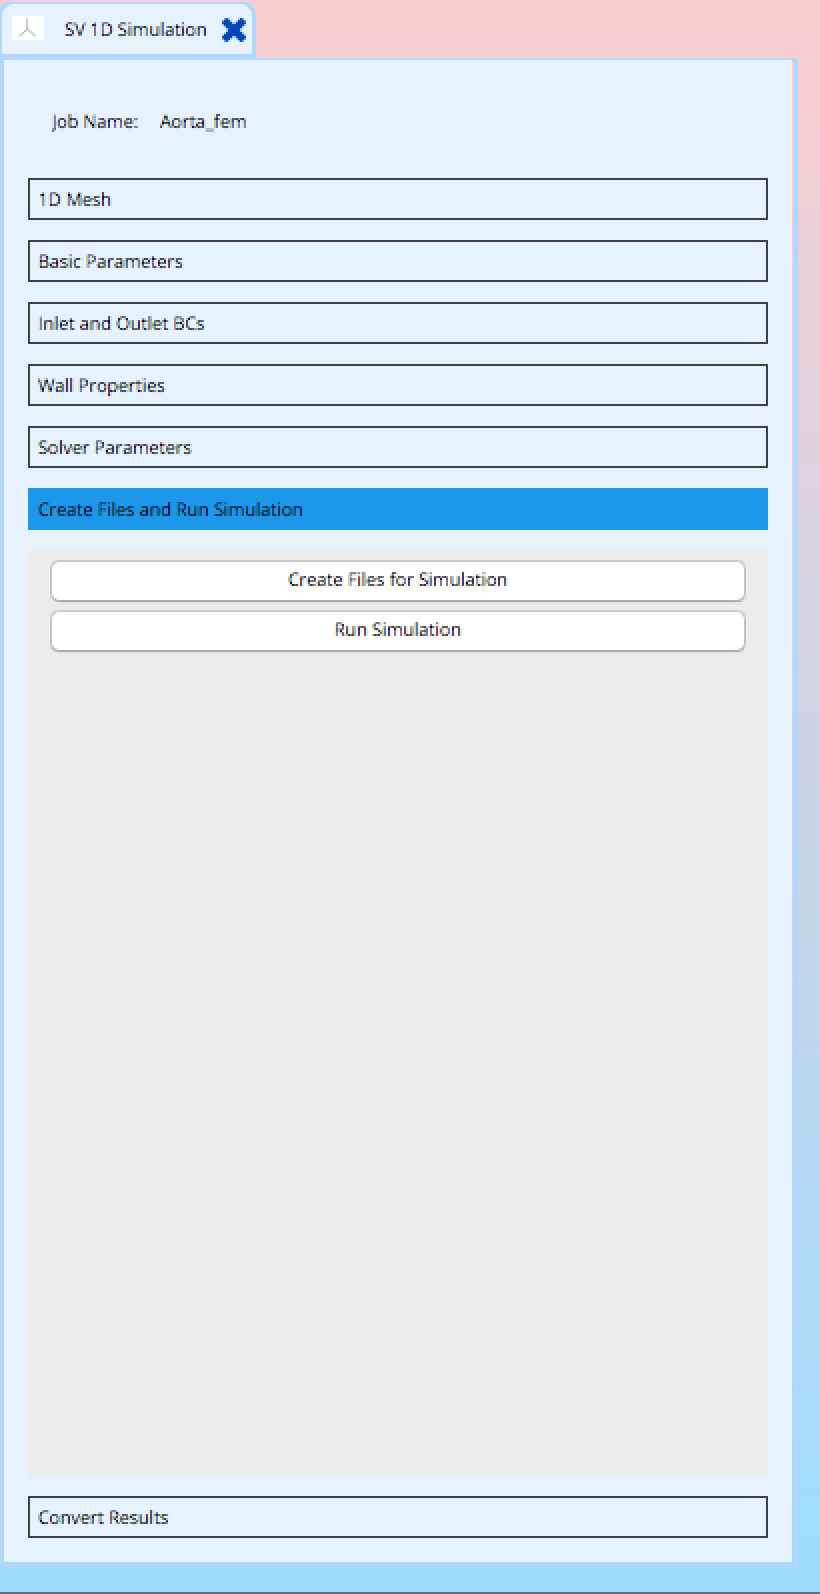 SV 1D Simulation
Job Name: Aorta_fem
1D Mesh
Basic Parameters
Inlet and Outlet BCs
Wall Properties
Solver Parameters
Create Files and Run Simulation
Create Files for Simulation
Run Simulation
Convert Results